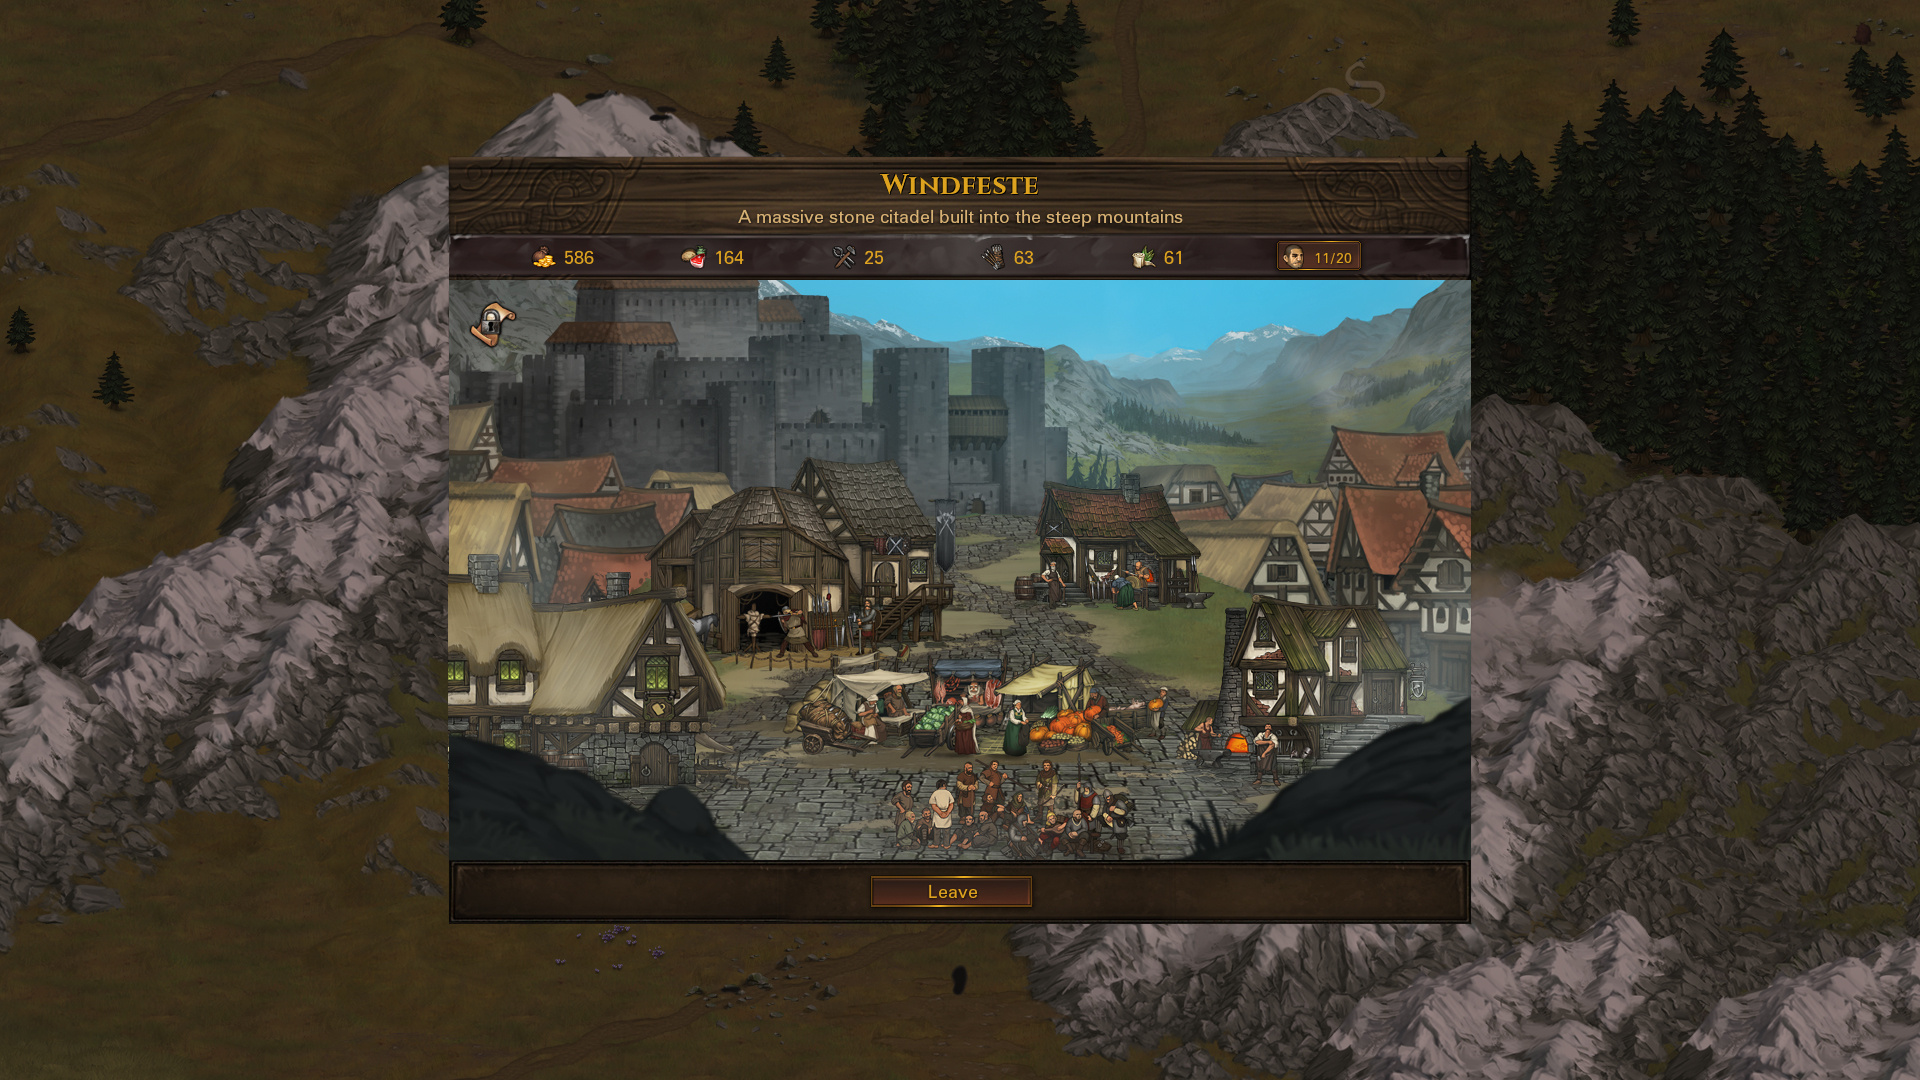 Windfeste
A massive stone citadel built into the steep mountains
586
164
25
63
61
11/20
Leave